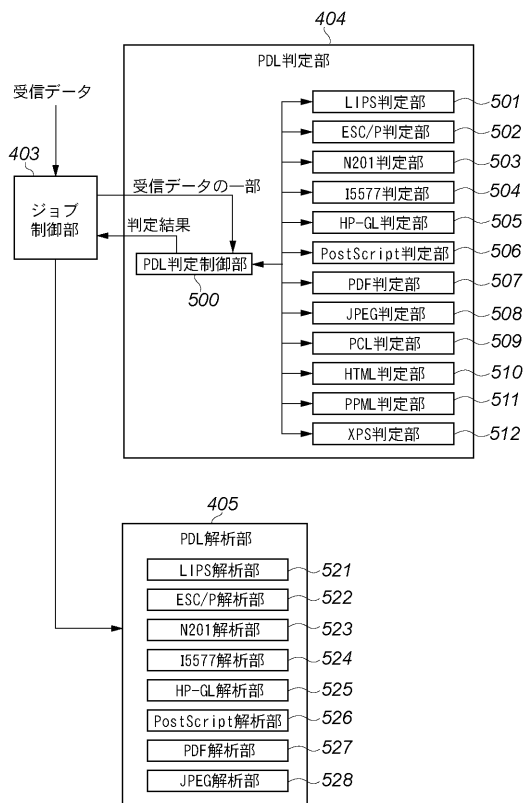 404
PDL判定部
受信データ
LIPS判定部 501
ESC/P判定部 502
403
N201判定部 503
受信データの一部
I5577判定部 504
ジョブ
制御部
判定結果
HP-GL判定部 505
PostScript判定部 506
PDL判定制御部
500
PDF判定部 507
JPEG判定部 508
PCL判定部 509
HTML判定部 510
PPML判定部 511
XPS判定部 512
405
PDL解析部
LIPS解析部 521
ESC/P解析部 522
N201解析部 523
I5577解析部 524
HP-GL解析部 525
PostScript解析部 526
PDF解析部 527
JPEG解析部 528